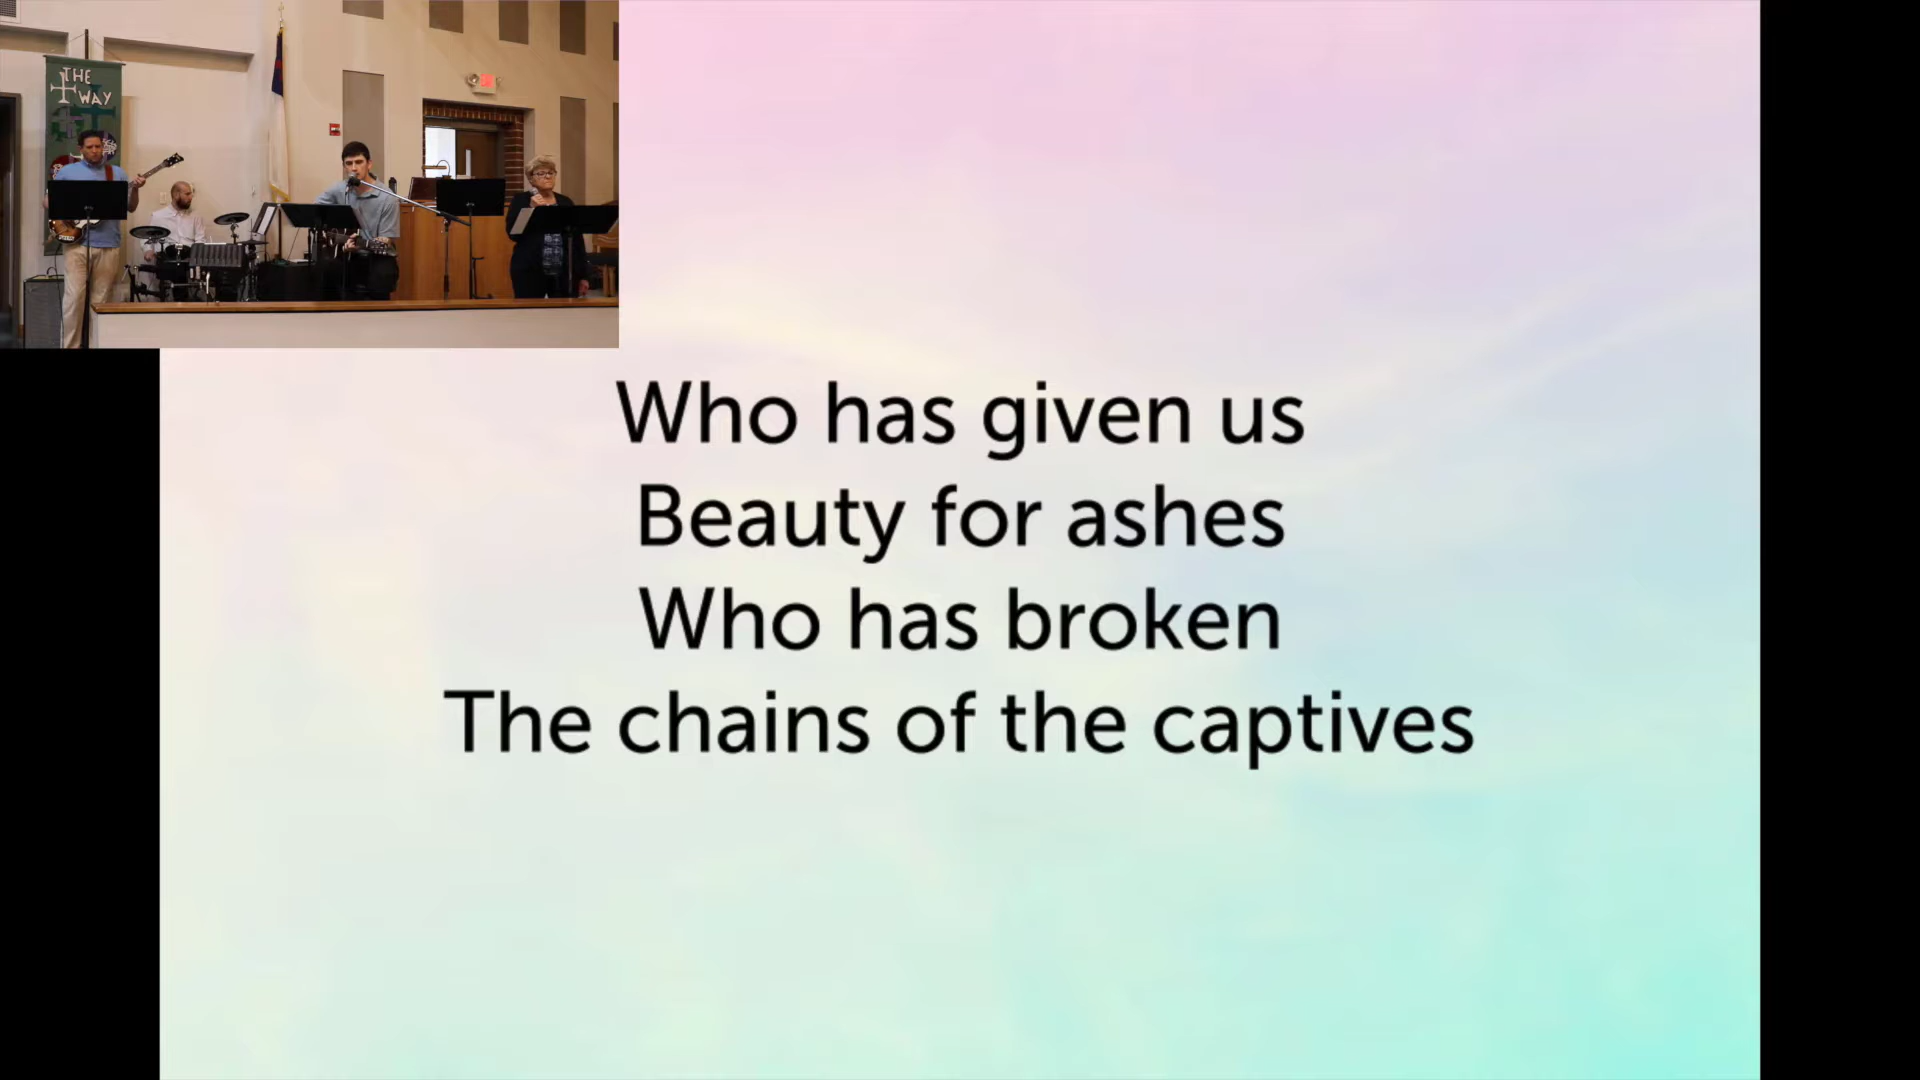 THE
WAY
Who has given us
Beauty for ashes
Who has broken
The chains of the captives